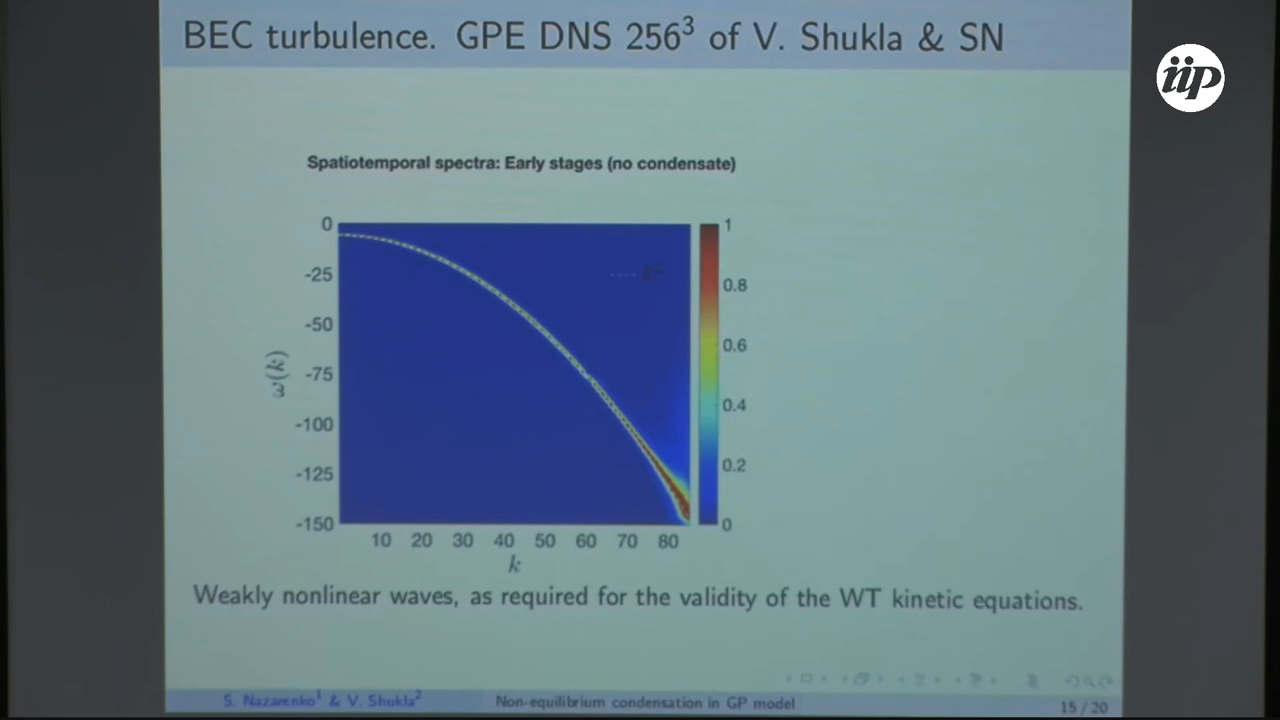 BEC turbulence. GPE DNS 256³ of V. Shukla & SN
iip
Spatiotemporal spectra: Early stages (no condensate)
0
-25
-50
-75
-100
-125
-150
ω(k)
10 20 30 40 50 60 70 80
k
1
0.8
0.6
0.4
0.2
0
Weakly nonlinear waves, as required for the validity of the WT kinetic equations.
S. Nazarenko¹ & V. Shukla² Non-equilibrium condensation in GP model 15 / 20